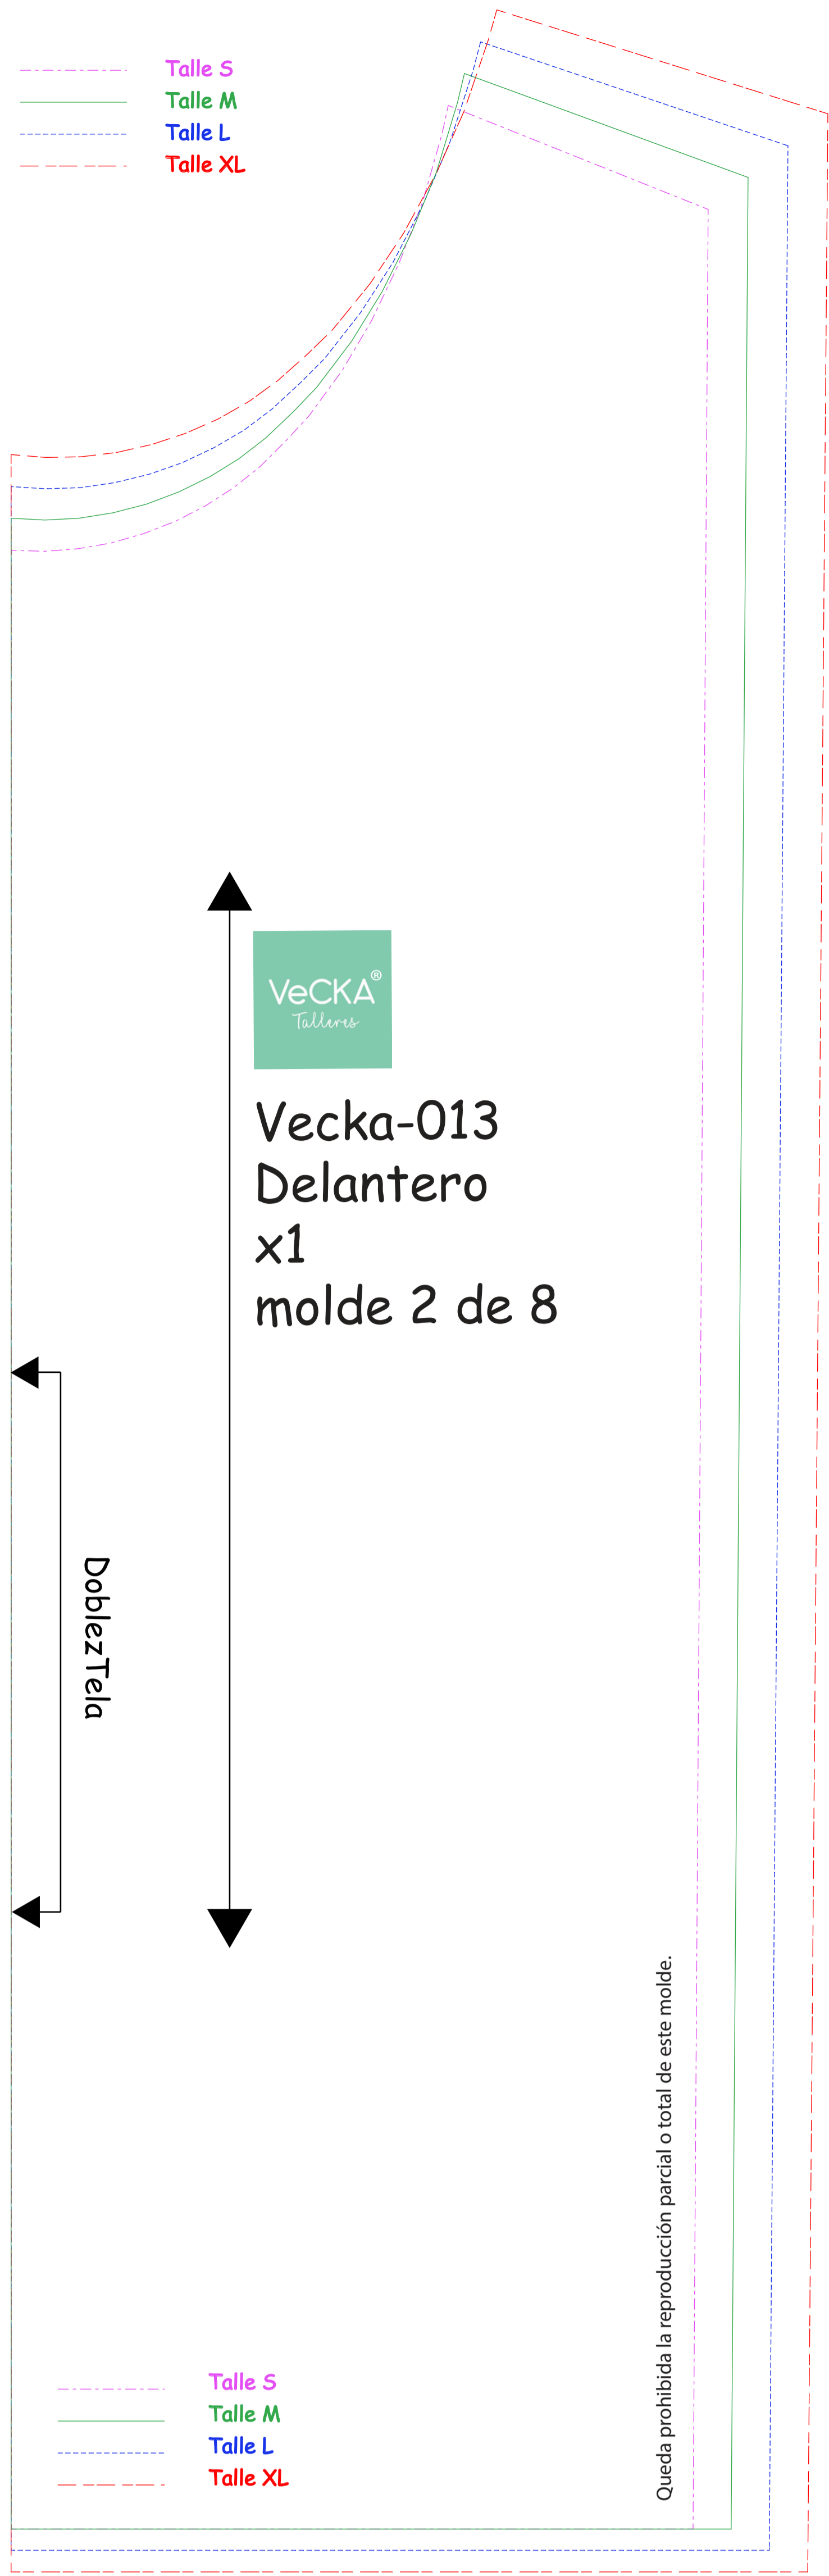 Talle S
Talle M
Talle L
Talle XL
VeCKA®
Talleres
Vecka-013
Delantero
x1
molde 2 de 8
DoblezTela
Queda prohibida la reproducción parcial o total de este molde.
Talle S
Talle M
Talle L
Talle XL